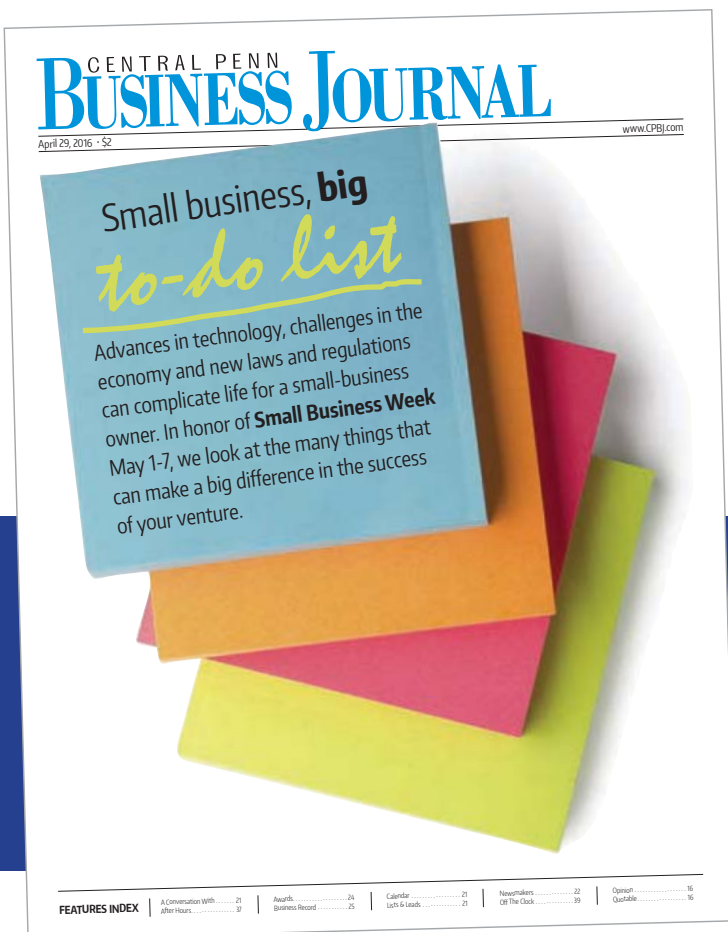 CENTRAL PENN
BUSINESS JOURNAL
April 29, 2016 · $2
www.CPBJ.com
Small business, big
to-do list
Advances in technology, challenges in the
economy and new laws and regulations
can complicate life for a small-business
owner. In honor of Small Business Week
May 1-7, we look at the many things that
can make a big difference in the success
of your venture.
FEATURES INDEX
A Conversation With 21
After Hours 37
Awards 24
Business Record 25
Calendar 21
Lists & Leads 21
Newsmakers 22
Off The Clock 39
Opinion 16
Quotable 16